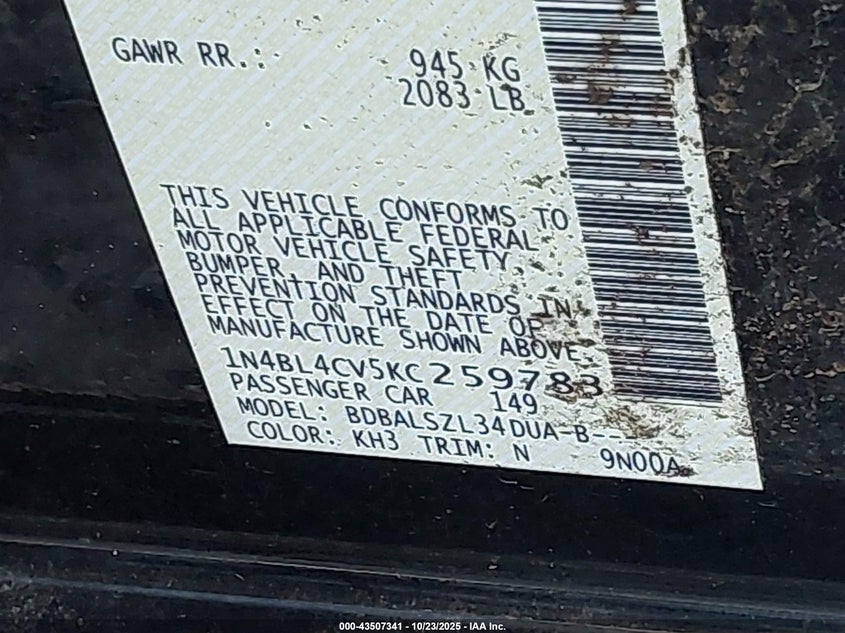 GAWR RR.: 945 KG
2083 LB
THIS VEHICLE CONFORMS TO
ALL APPLICABLE FEDERAL
MOTOR VEHICLE SAFETY
BUMPER, AND THEFT
PREVENTION STANDARDS IN
EFFECT ON THE DATE OF
MANUFACTURE SHOWN ABOVE.
1N4BL4CV5KC259783
PASSENGER CAR 149
MODEL: BDBALSZL34DUA-B--
COLOR: KH3 TRIM: N 9N00A
000-43507341 - 10/23/2025 - IAA Inc.